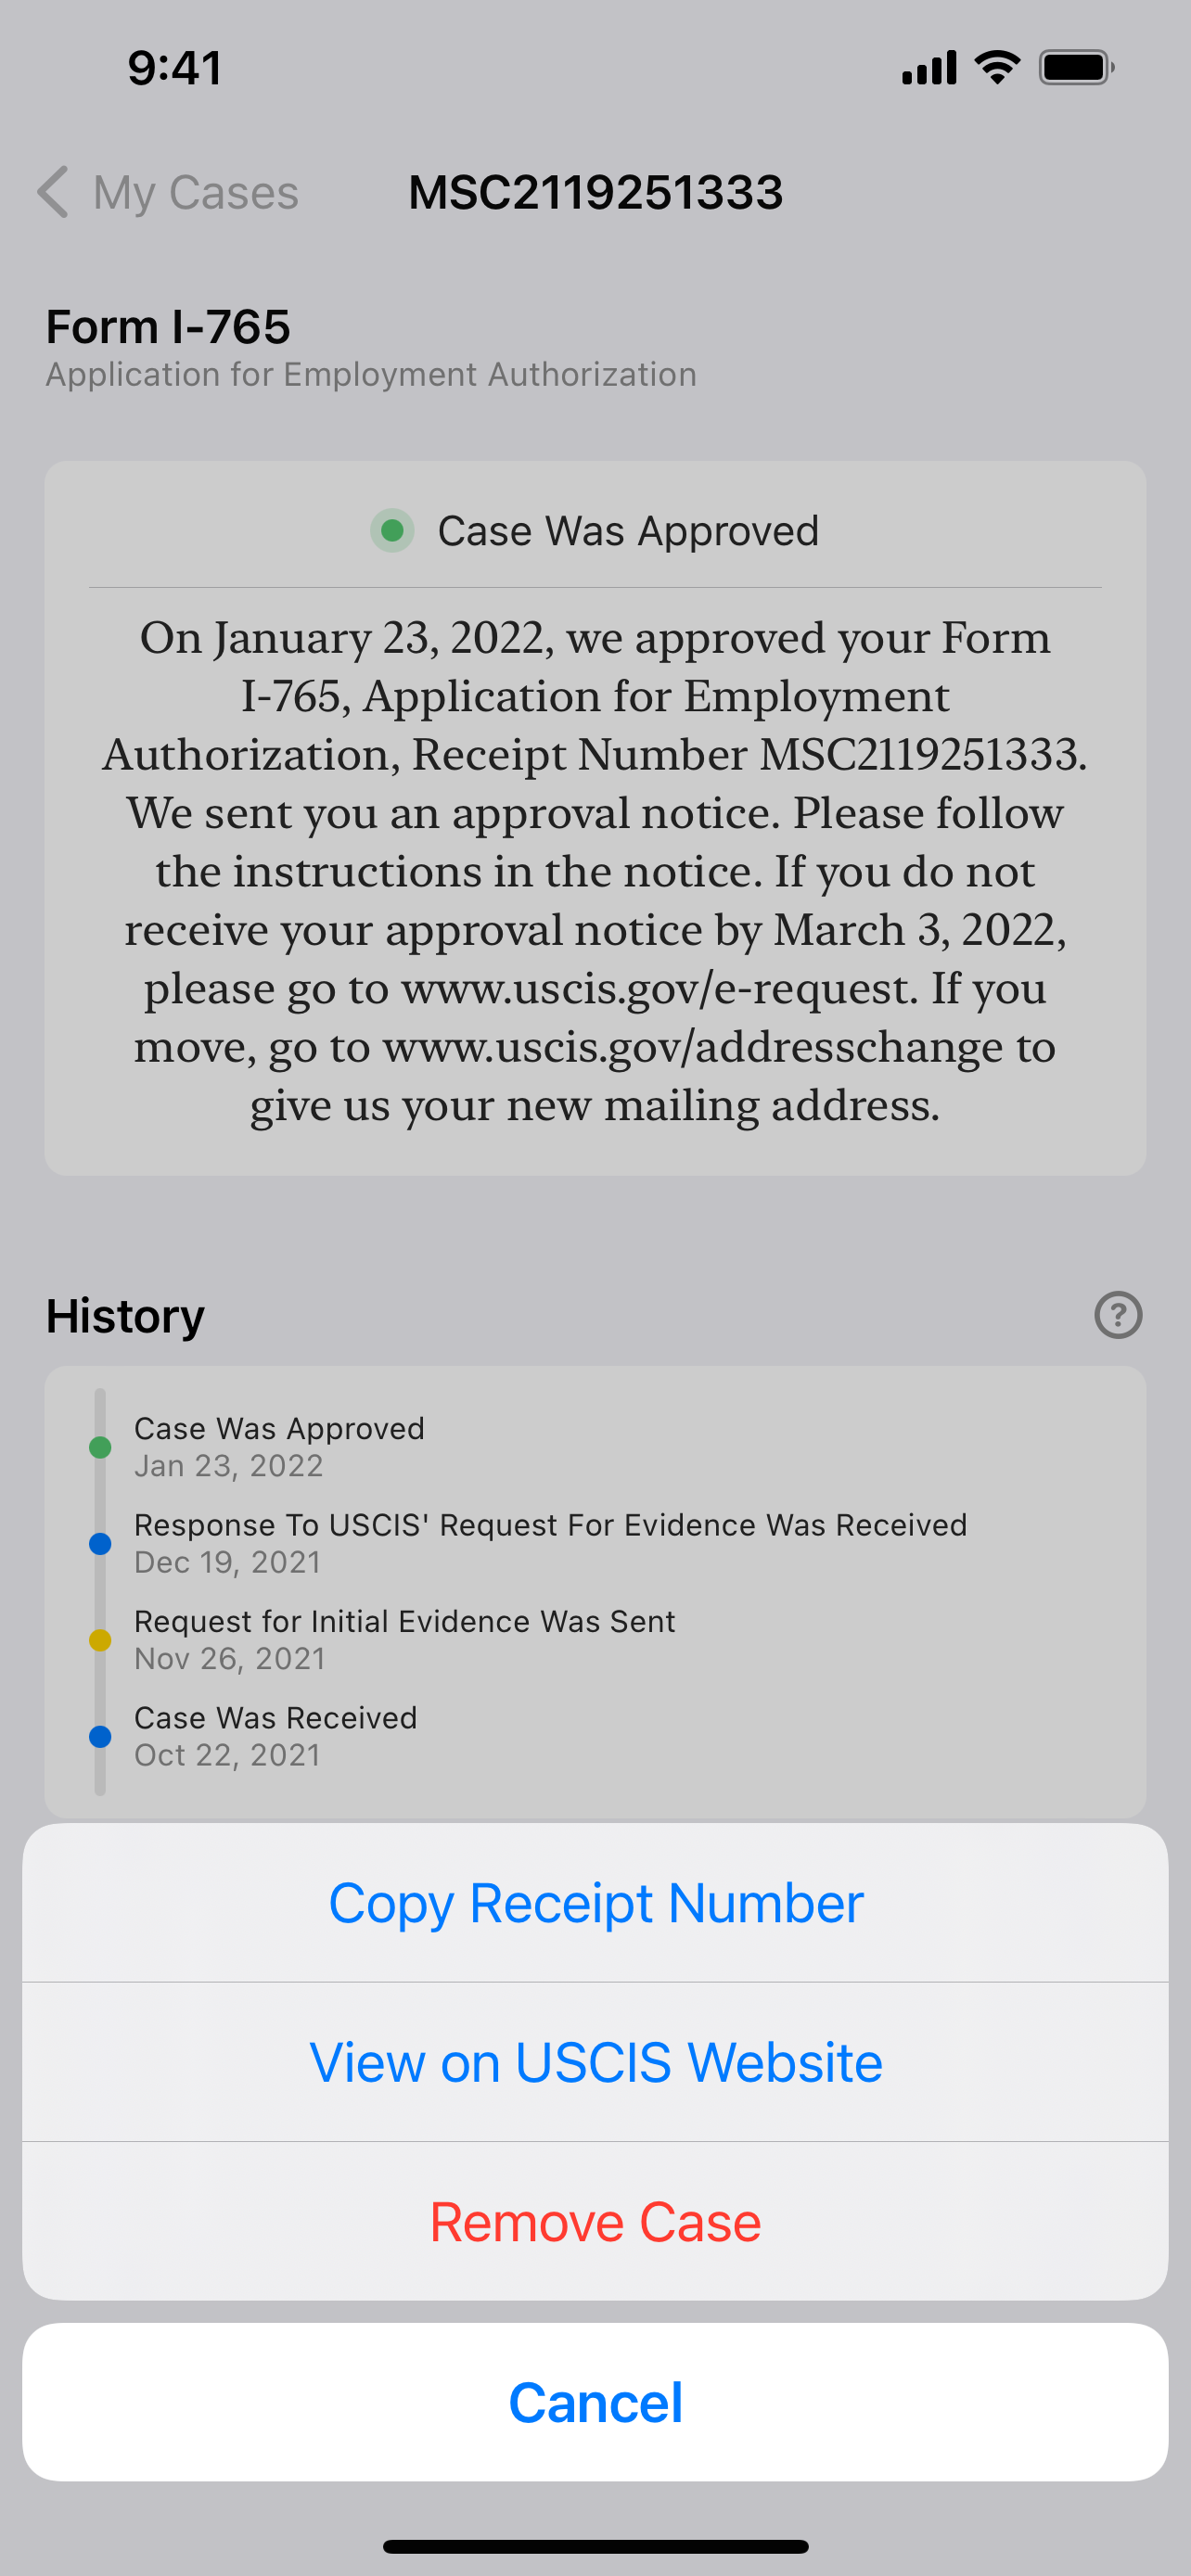 9:41
My Cases
MSC2119251333
Form I-765
Application for Employment Authorization
Case Was Approved
On January 23, 2022, we approved your Form
I-765, Application for Employment
Authorization, Receipt Number MSC2119251333.
We sent you an approval notice. Please follow
the instructions in the notice. If you do not
receive your approval notice by March 3, 2022,
please go to www.uscis.gov/e-request. If you
move, go to www.uscis.gov/addresschange to
give us your new mailing address.
History
?
Case Was Approved
Jan 23, 2022
Response To USCIS' Request For Evidence Was Received
Dec 19, 2021
Request for Initial Evidence Was Sent
Nov 26, 2021
Case Was Received
Oct 22, 2021
Copy Receipt Number
View on USCIS Website
Remove Case
Cancel